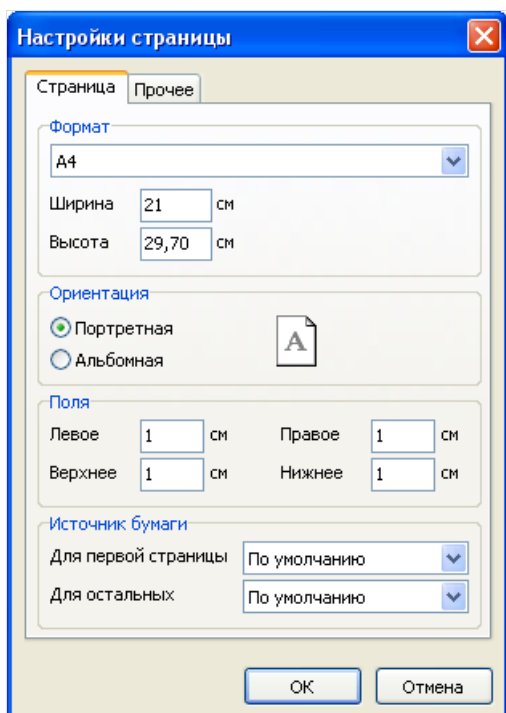 Настройки страницы
Страница Прочее
Формат
A4
Ширина 21 см
Высота 29,70 см
Ориентация
Портретная
A
Альбомная
Поля
Левое 1 см Правое 1 см
Верхнее 1 см Нижнее 1 см
Источник бумаги
Для первой страницы По умолчанию
Для остальных По умолчанию
ОК Отмена